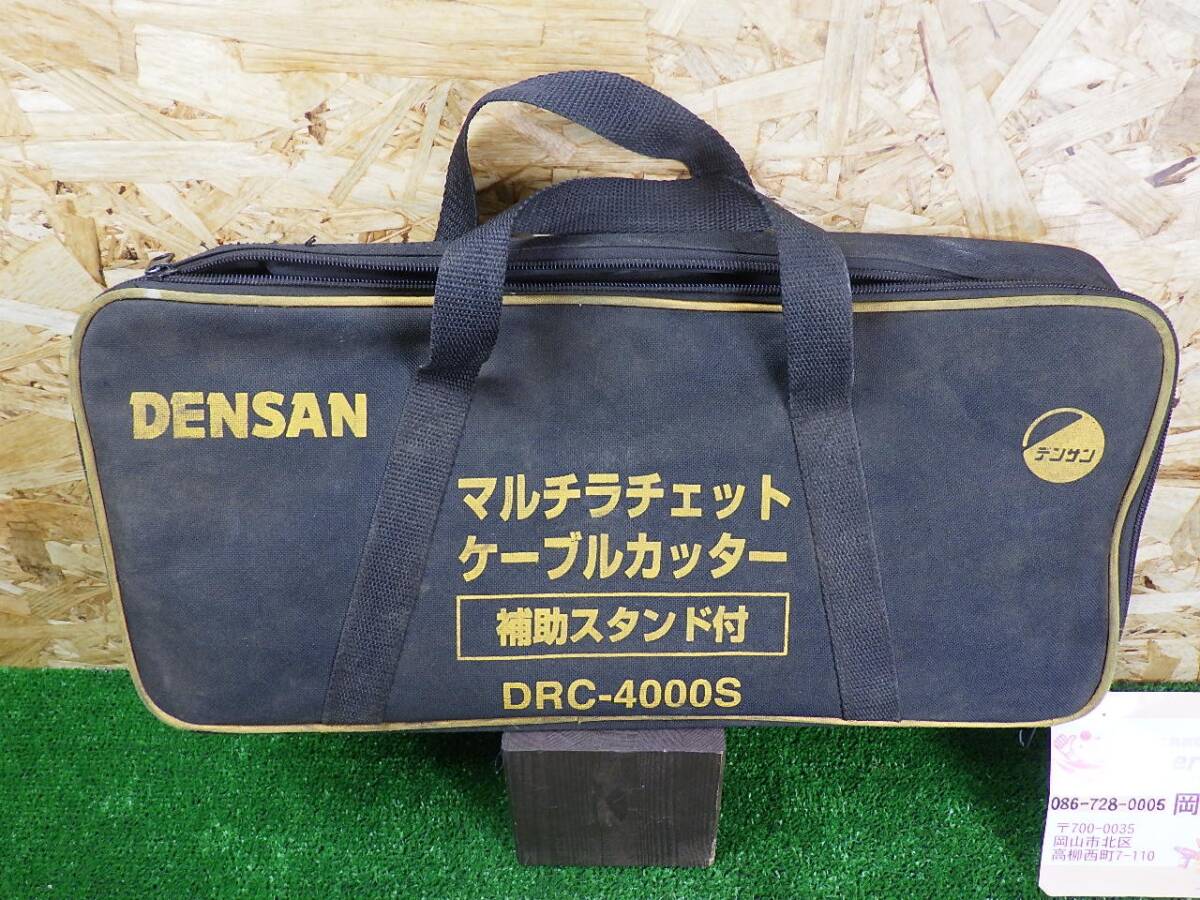 DENSAN
デンサン
マルチラチェット
ケーブルカッター
補助スタンド付
DRC-4000S
086-728-0005 岡
〒700-0035
岡山市北区
高柳西町7-110